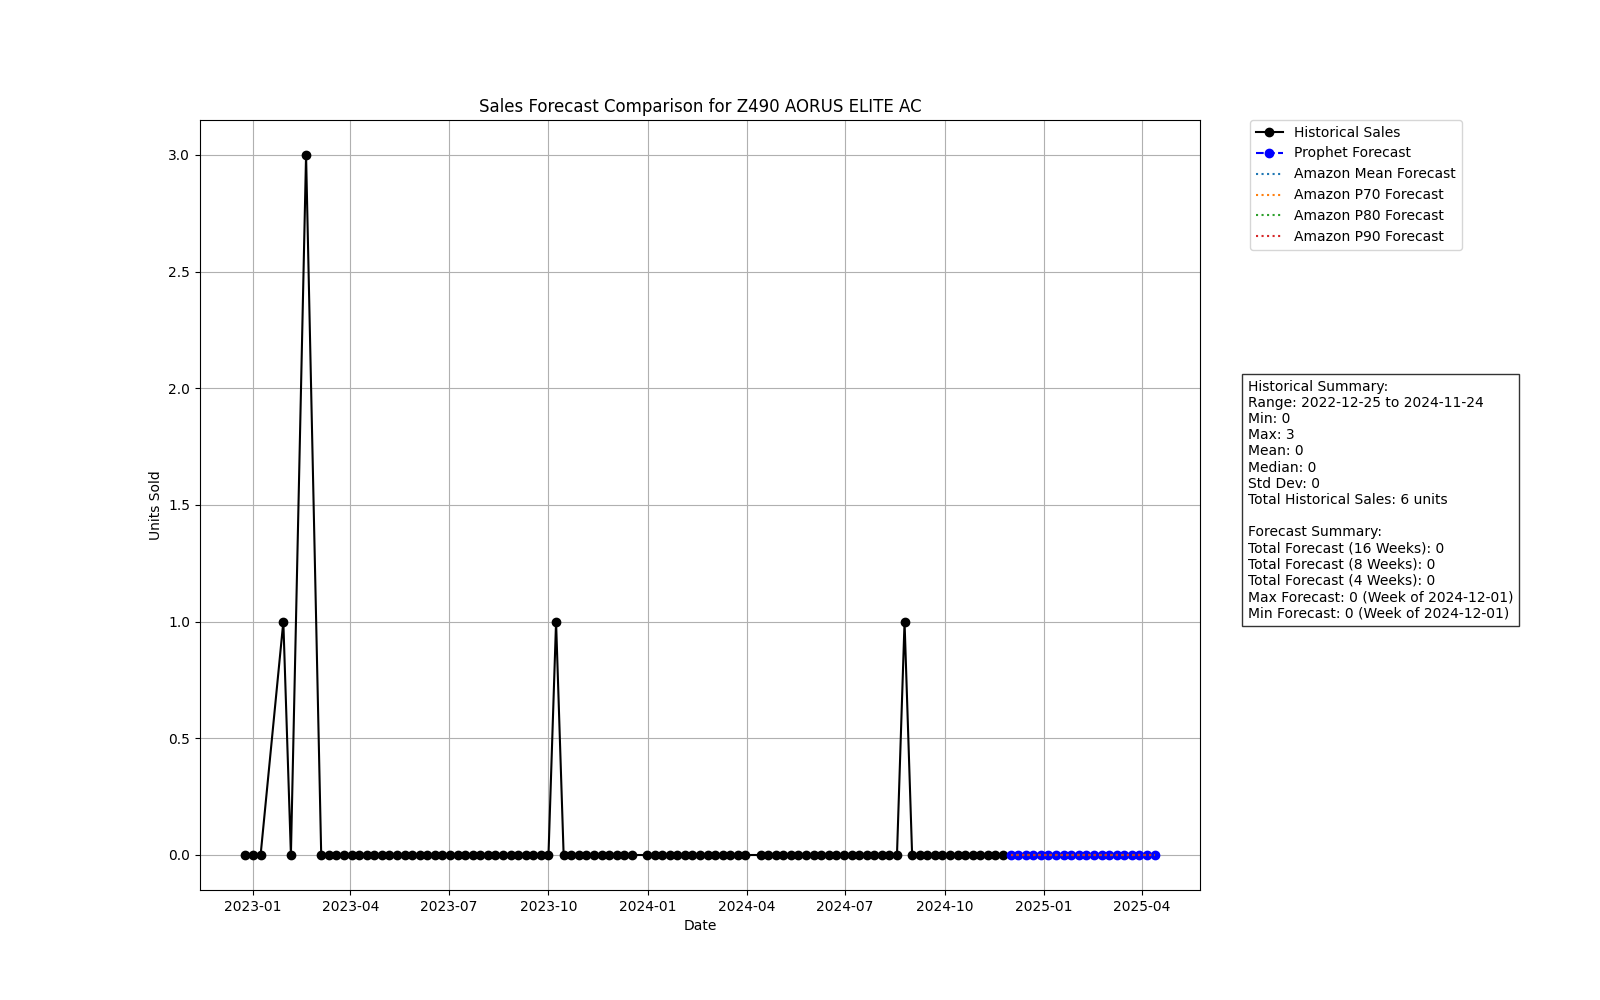 Sales Forecast Comparison for Z490 AORUS ELITE AC
Historical Sales
Prophet Forecast
Amazon Mean Forecast
Amazon P70 Forecast
Amazon P80 Forecast
Amazon P90 Forecast
Units Sold
3.0
2.5
2.0
1.5
1.0
0.5
0.0
2023-01
2023-04
2023-07
2023-10
2024-01
2024-04
2024-07
2024-10
2025-01
2025-04
Date
Historical Summary:
Range: 2022-12-25 to 2024-11-24
Min: 0
Max: 3
Mean: 0
Median: 0
Std Dev: 0
Total Historical Sales: 6 units
Forecast Summary:
Total Forecast (16 Weeks): 0
Total Forecast (8 Weeks): 0
Total Forecast (4 Weeks): 0
Max Forecast: 0 (Week of 2024-12-01)
Min Forecast: 0 (Week of 2024-12-01)